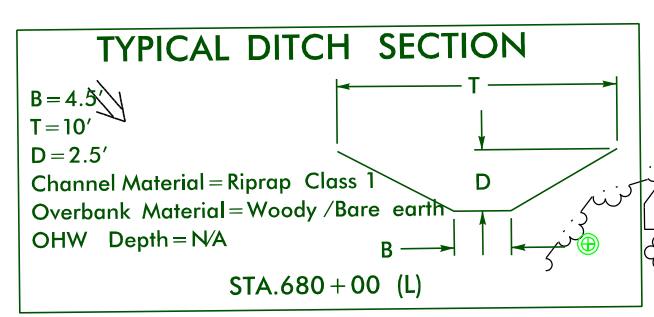 TYPICAL DITCH SECTION
B=4.5'
T=10'
D=2.5'
Channel Material=Riprap Class 1
Overbank Material=Woody/Bare earth
OHW Depth=N/A
T
D
B
STA.680+00 (L)